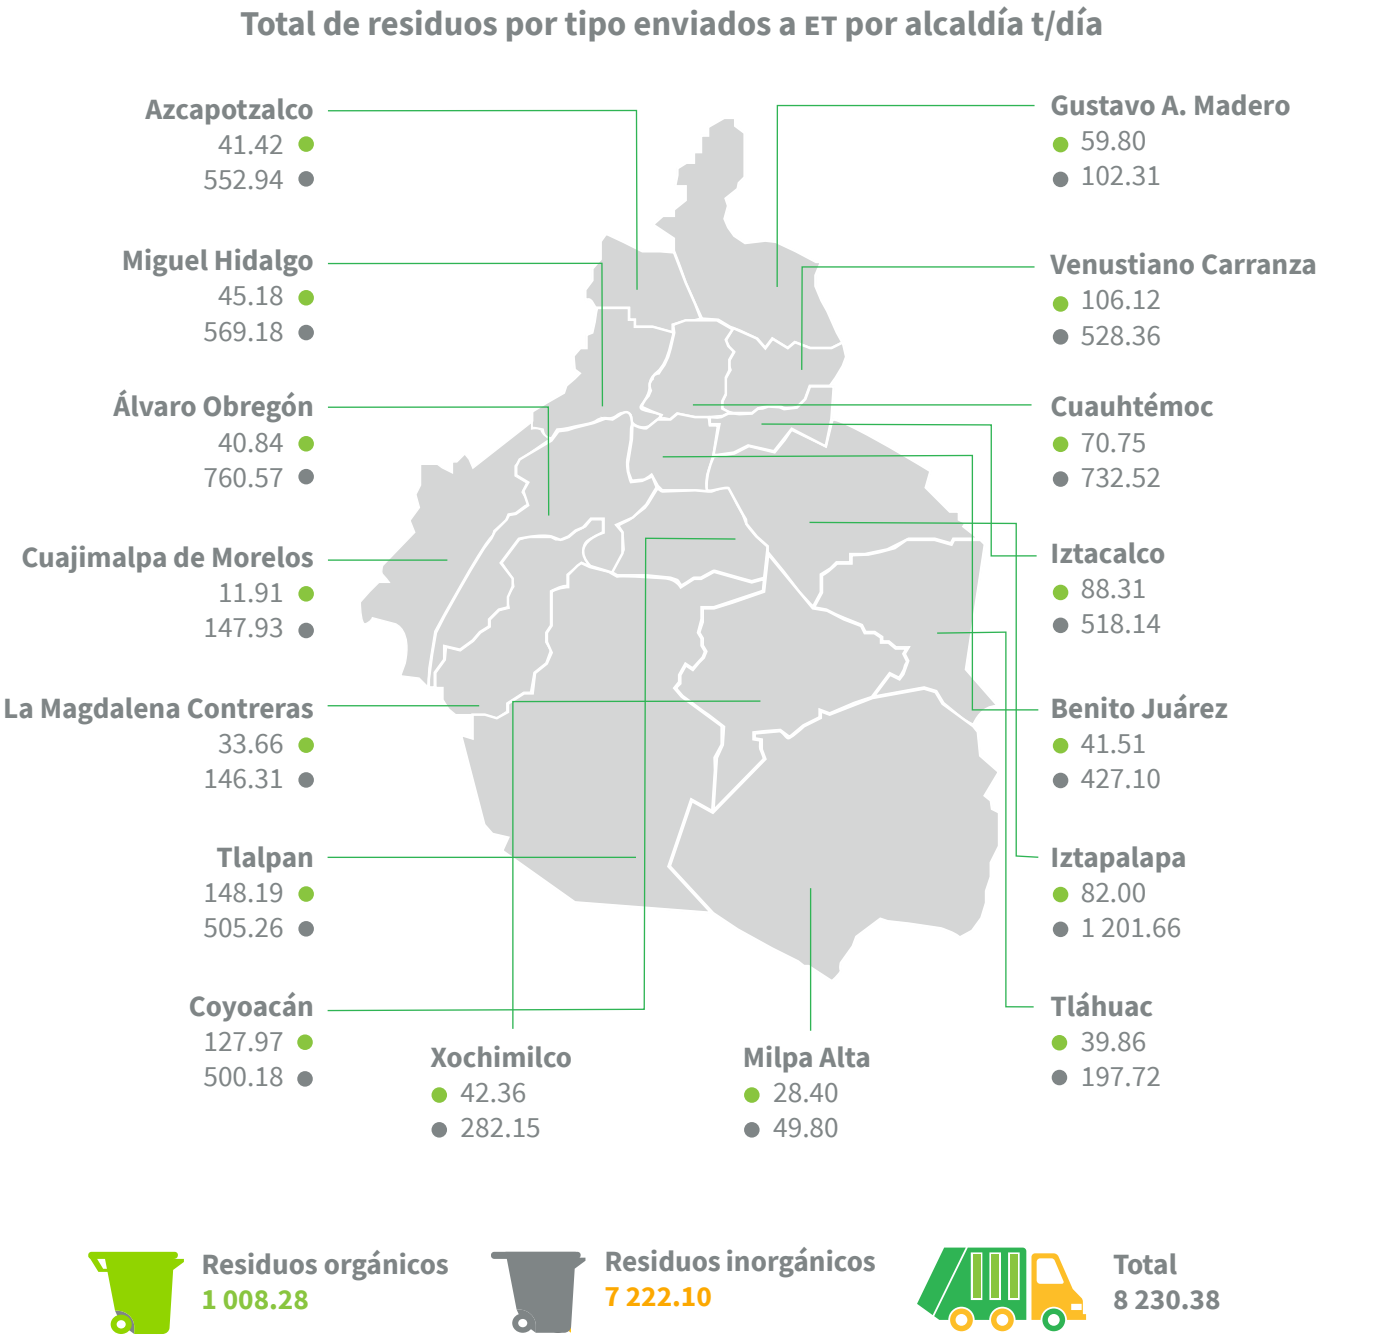 Total de residuos por tipo enviados a ET por alcaldía t/día
Azcapotzalco
41.42
552.94
Miguel Hidalgo
45.18
569.18
Álvaro Obregón
40.84
760.57
Cuajimalpa de Morelos
11.91
147.93
La Magdalena Contreras
33.66
146.31
Tlalpan
148.19
505.26
Coyoacán
127.97
500.18
Xochimilco
42.36
282.15
Milpa Alta
28.40
49.80
Gustavo A. Madero
59.80
102.31
Venustiano Carranza
106.12
528.36
Cuauhtémoc
70.75
732.52
Iztacalco
88.31
518.14
Benito Juárez
41.51
427.10
Iztapalapa
82.00
1 201.66
Tláhuac
39.86
197.72
Residuos orgánicos
1 008.28
Residuos inorgánicos
7 222.10
Total
8 230.38